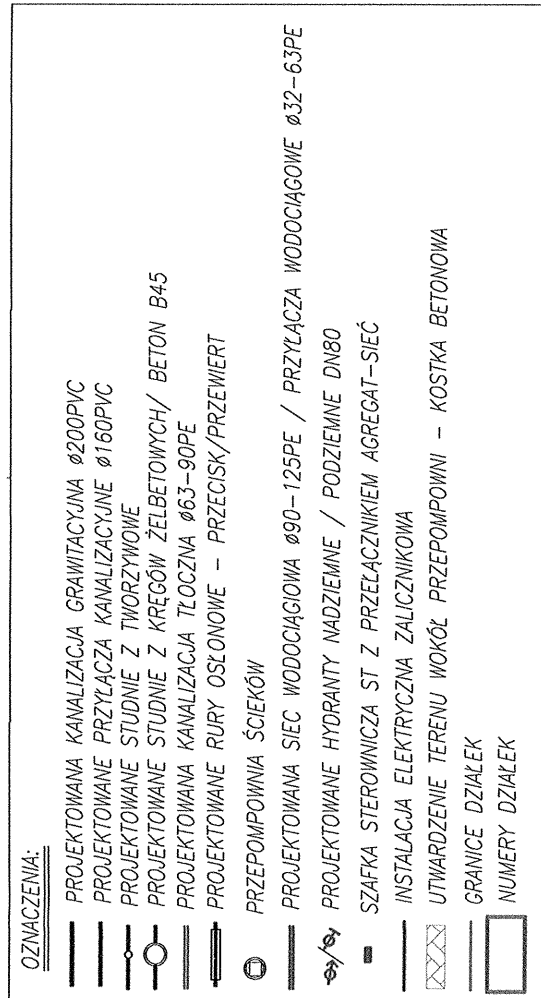 OZNACZENIA:
PROJEKTOWANA KANALIZACJA GRAWITACYJNA ø200PVC
PROJEKTOWANE PRZYŁĄCZA KANALIZACYJNE ø160PVC
PROJEKTOWANE STUDNIE Z TWORZYWOWE
PROJEKTOWANE STUDNIE Z KRĘGÓW ŻELBETOWYCH/ BETON B45
PROJEKTOWANA KANALIZACJA TŁOCZNA ø63-90PE
PROJEKTOWANE RURY OSŁONOWE - PRZECISK/PRZEWIERT
PRZEPOMPOWNIA ŚCIEKÓW
PROJEKTOWANA SIEC WODOCIĄGIOWA ø90-125PE / PRZYŁĄCZA WODOCIĄGOWE ø32-63PE
PROJEKTOWANE HYDRANTY NADZIEMNE / PODZIEMNE DN80
SZAFKA STEROWNICZA ST Z PRZEŁĄCZNIKIEM AGREGAT-SIEĆ
INSTALACJA ELEKTRYCZNA ZALICZNIKOWA
UTWARDZENIE TERENU WOKÓŁ PRZEPOMPOWNI - KOSTKA BETONOWA
GRANICE DZIAŁEK
NUMERY DZIAŁEK